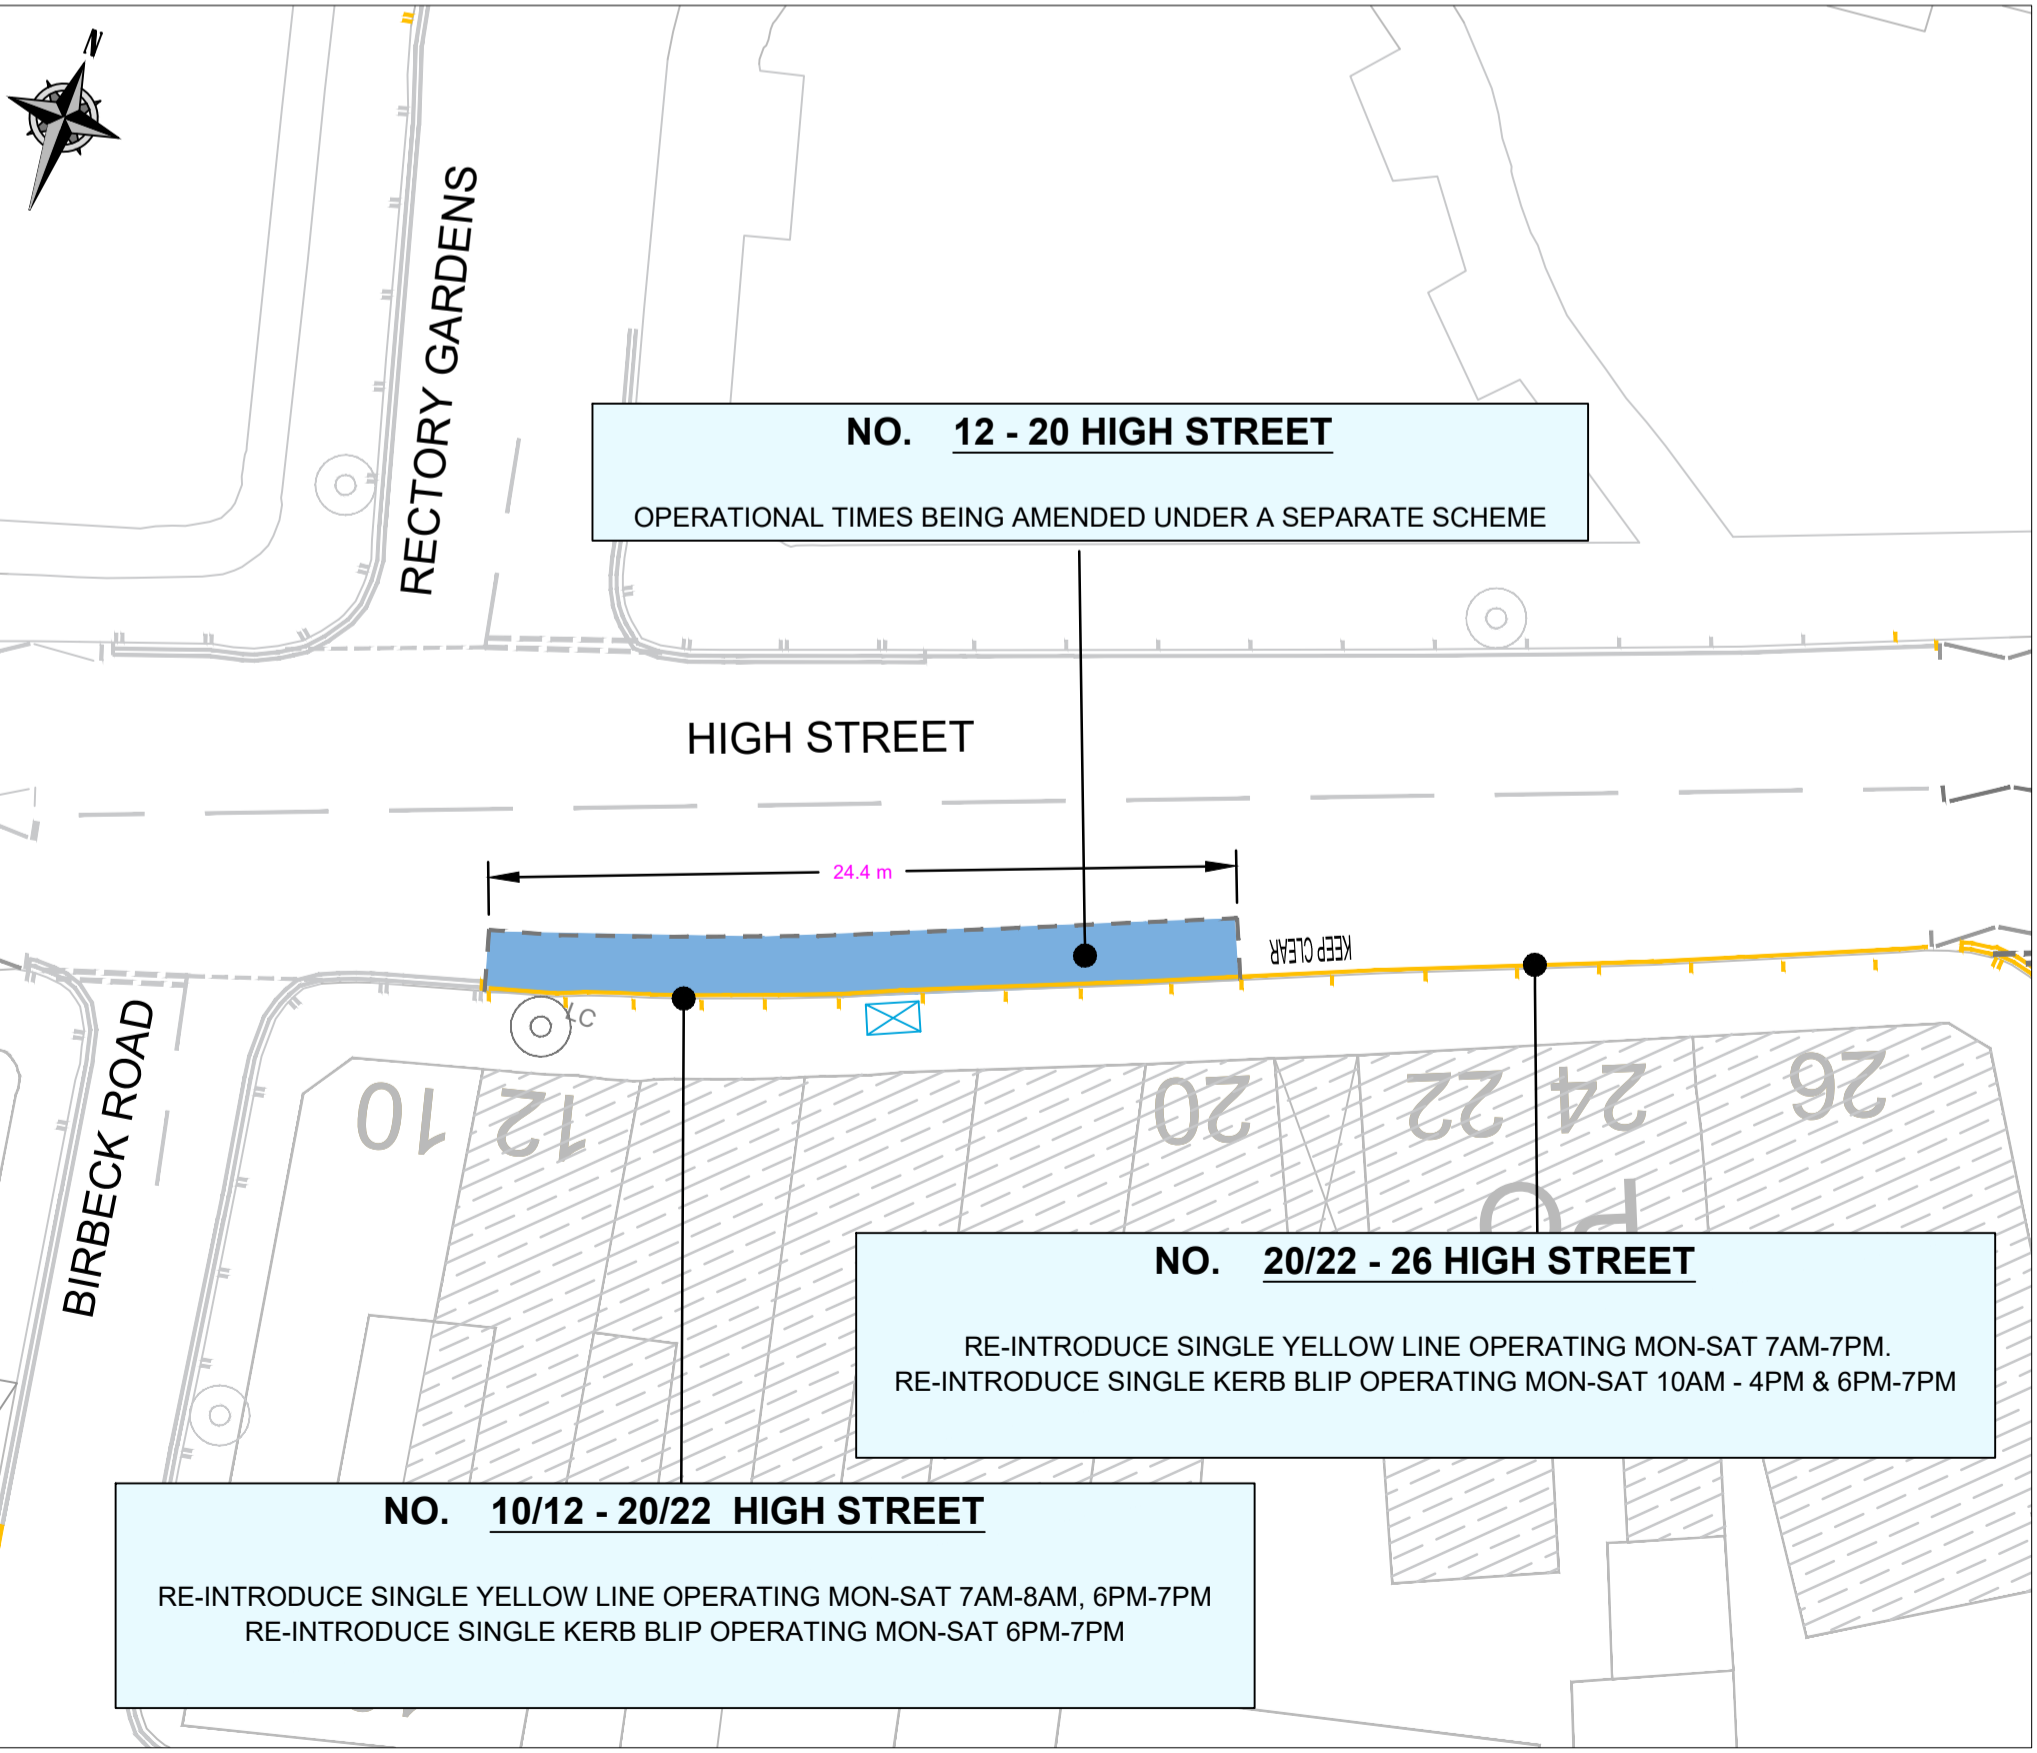 N
RECTORY GARDENS
NO. 12 - 20 HIGH STREET
OPERATIONAL TIMES BEING AMENDED UNDER A SEPARATE SCHEME
HIGH STREET
24.4 m
KEEP CLEAR
LC
BIRBECK ROAD
10
12
20
22
24
26
PO
NO. 20/22 - 26 HIGH STREET
RE-INTRODUCE SINGLE YELLOW LINE OPERATING MON-SAT 7AM-7PM.
RE-INTRODUCE SINGLE KERB BLIP OPERATING MON-SAT 10AM - 4PM & 6PM-7PM
NO. 10/12 - 20/22 HIGH STREET
RE-INTRODUCE SINGLE YELLOW LINE OPERATING MON-SAT 7AM-8AM, 6PM-7PM
RE-INTRODUCE SINGLE KERB BLIP OPERATING MON-SAT 6PM-7PM